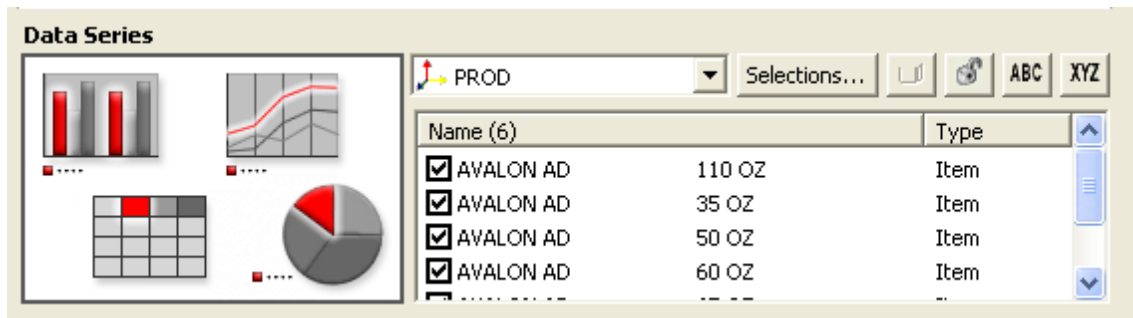 Data Series
PROD Selections... ABC XYZ
Name (6) Type
AVALON AD 110 OZ Item
AVALON AD 35 OZ Item
AVALON AD 50 OZ Item
AVALON AD 60 OZ Item